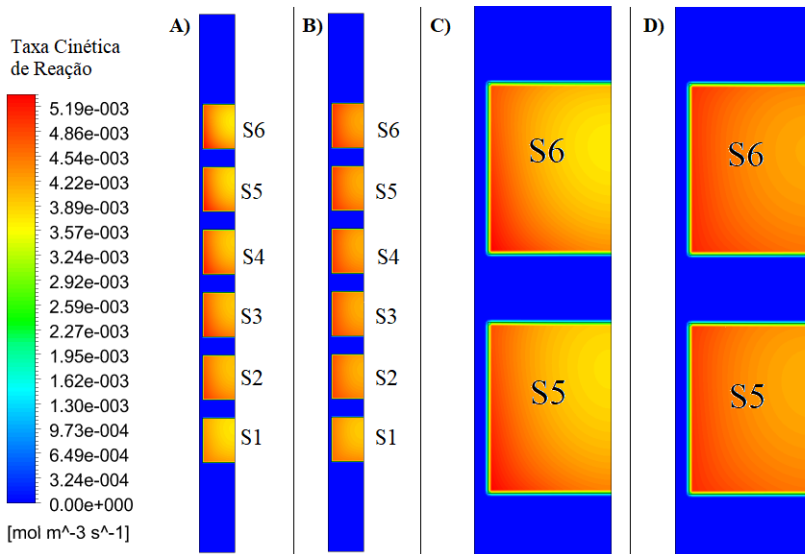 Taxa Cinética
de Reação
5.19e-003
4.86e-003
4.54e-003
4.22e-003
3.89e-003
3.57e-003
3.24e-003
2.92e-003
2.59e-003
2.27e-003
1.95e-003
1.62e-003
1.30e-003
9.73e-004
6.49e-004
3.24e-004
0.00e+000
[mol m^-3 s^-1]
A)
S6
S5
S4
S3
S2
S1
B)
S6
S5
S4
S3
S2
S1
C)
S6
S5
D)
S6
S5